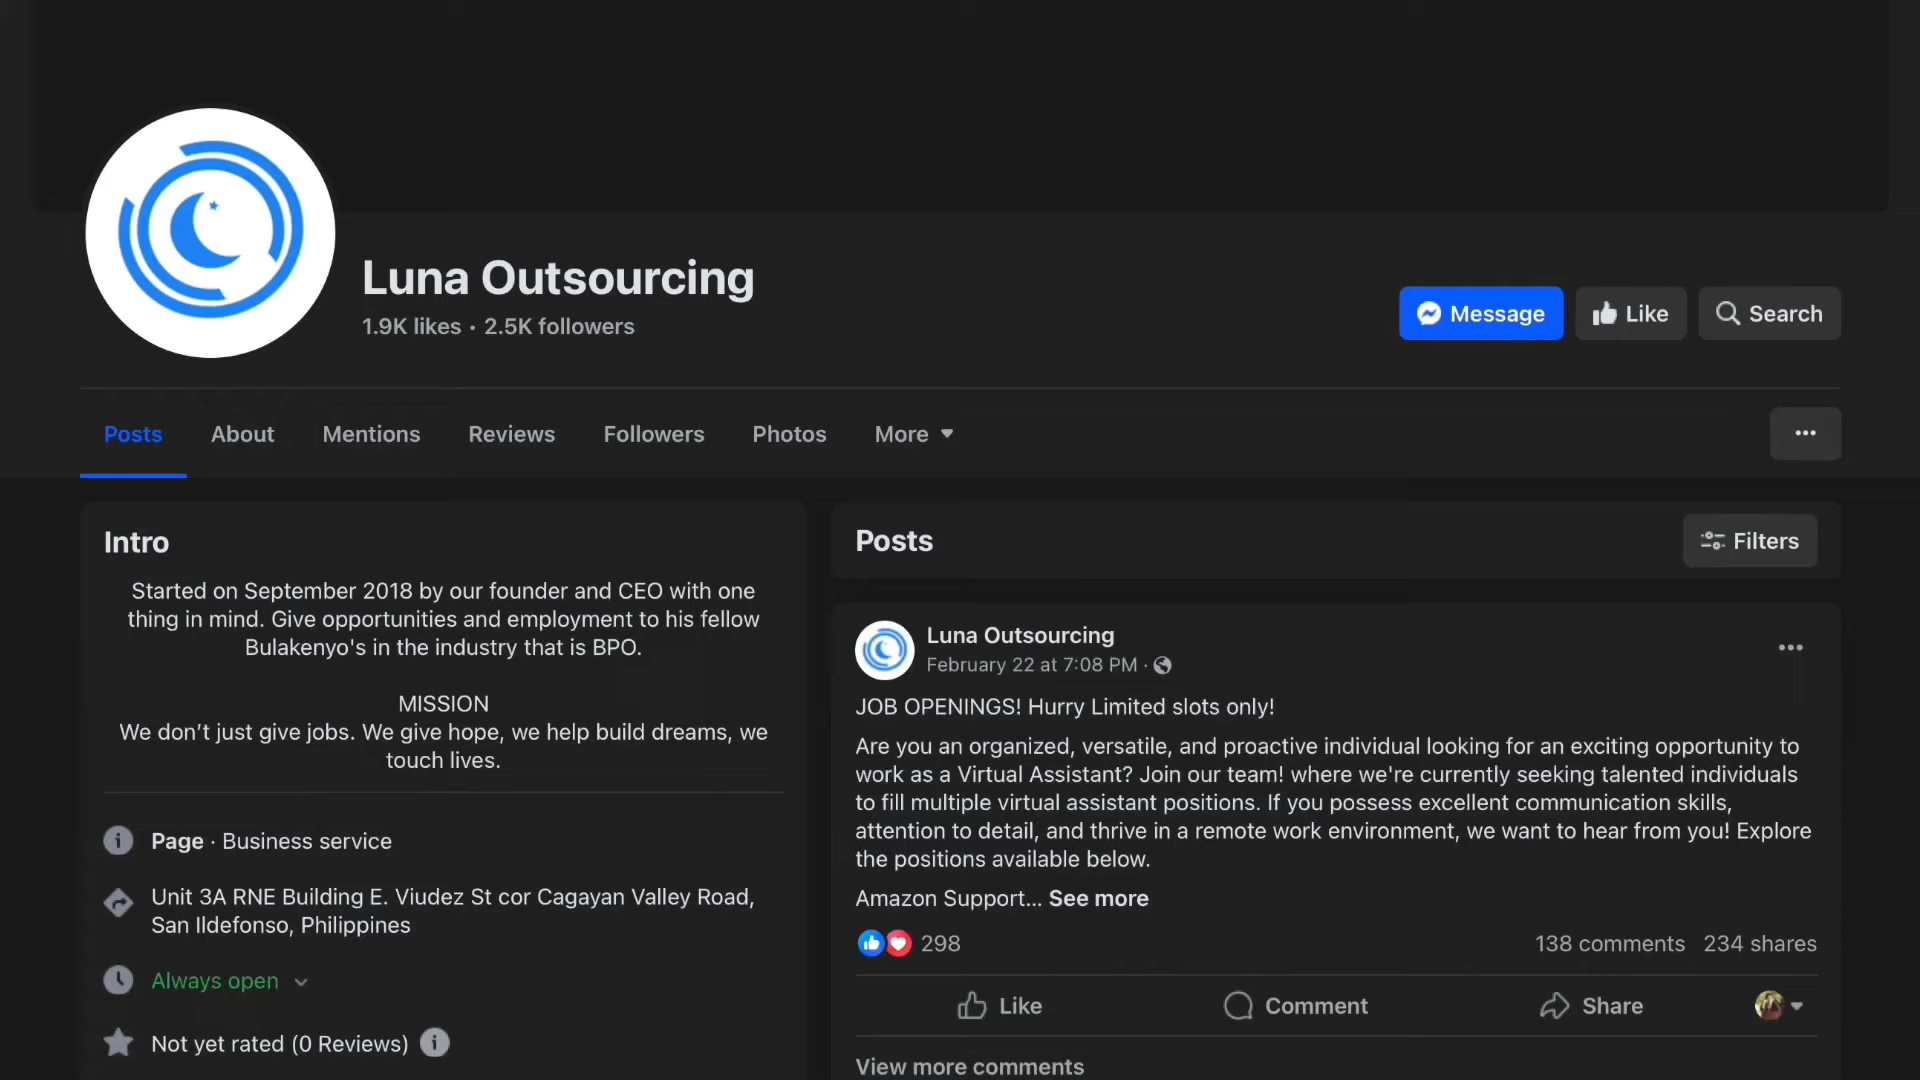 Luna Outsourcing
1.9K likes • 2.5K followers
Message
Like
Search
Posts
About
Mentions
Reviews
Followers
Photos
More
Intro
Started on September 2018 by our founder and CEO with one
thing in mind. Give opportunities and employment to his fellow
Bulakenyo's in the industry that is BPO.
MISSION
We don’t just give jobs. We give hope, we help build dreams, we
touch lives.
Page · Business service
Unit 3A RNE Building E. Viudez St cor Cagayan Valley Road,
San Ildefonso, Philippines
Always open
Not yet rated (0 Reviews)
Posts
Filters
Luna Outsourcing
February 22 at 7:08 PM ·
JOB OPENINGS! Hurry Limited slots only!
Are you an organized, versatile, and proactive individual looking for an exciting opportunity to
work as a Virtual Assistant? Join our team! where we're currently seeking talented individuals
to fill multiple virtual assistant positions. If you possess excellent communication skills,
attention to detail, and thrive in a remote work environment, we want to hear from you! Explore
the positions available below.
Amazon Support... See more
298
138 comments 234 shares
Like
Comment
Share
View more comments